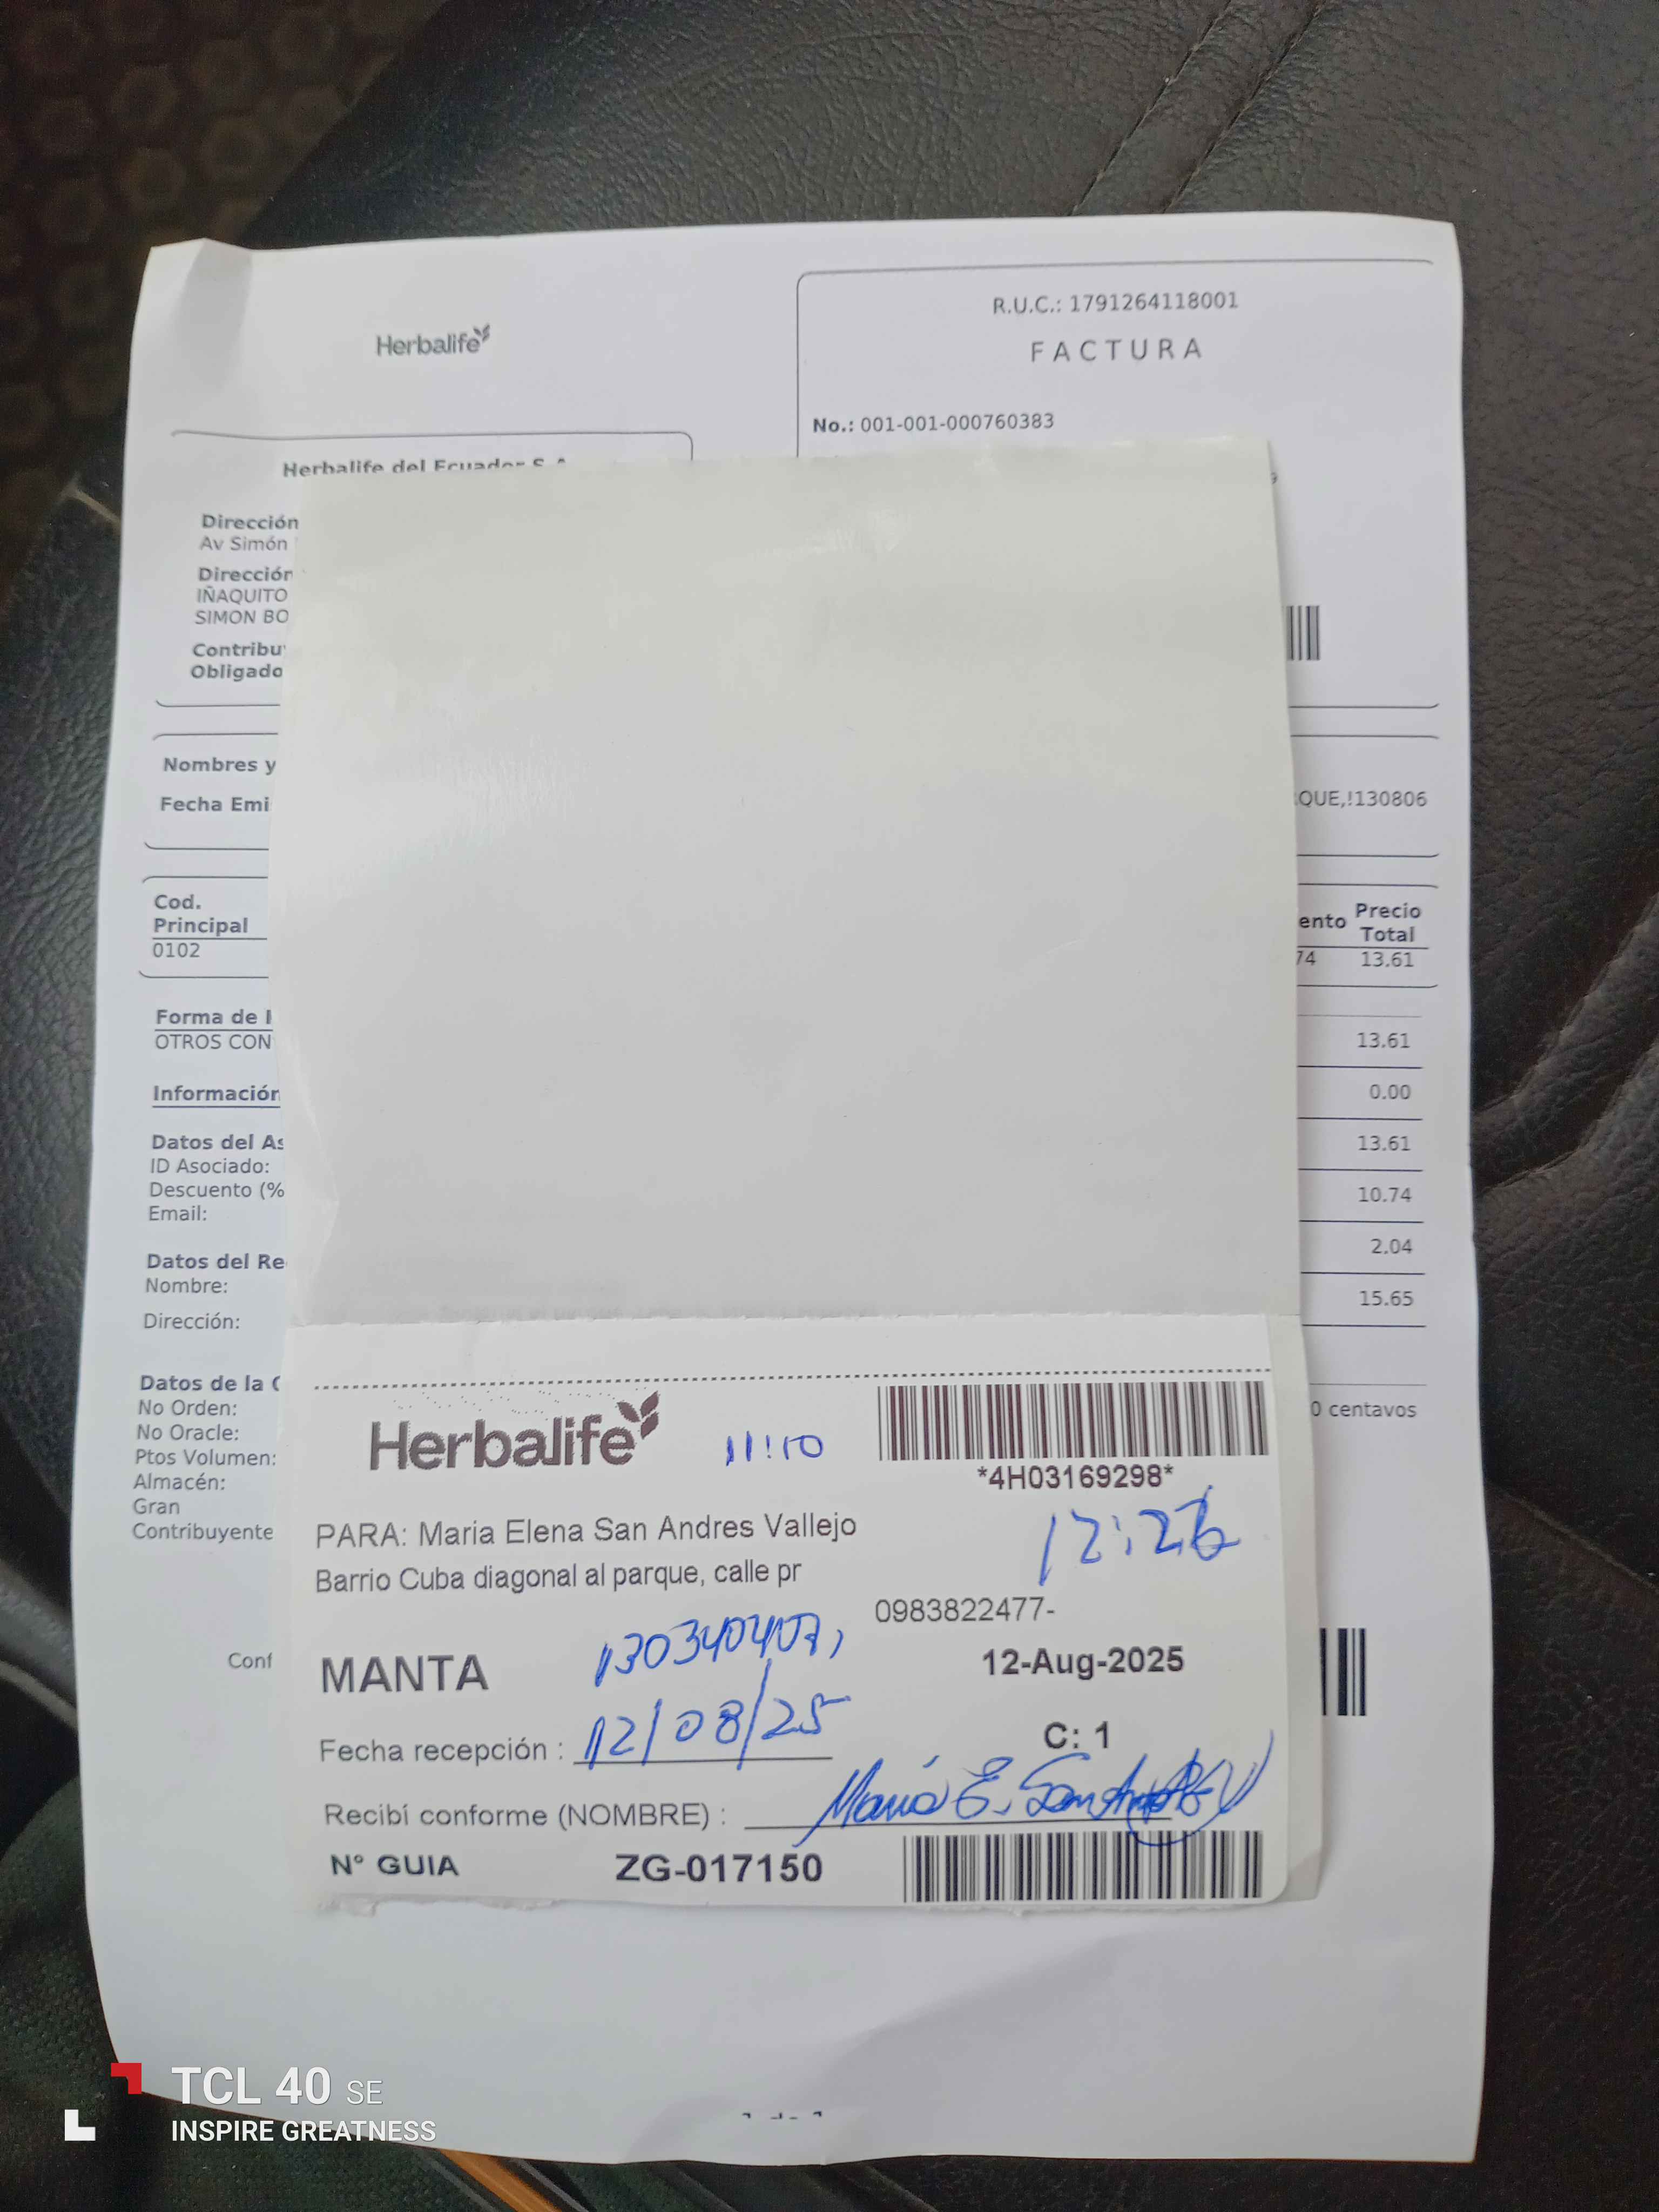 Herbalife
R.U.C.: 1791264118001
FACTURA
No.: 001-001-000760383
Herbalife del Ecuador S.A.
Dirección
Av Simón
Dirección
IÑAQUITO
SIMON BO
Contribu
Obligado
Nombres y
Fecha Emi
QUE,!130806
Cod.
Principal
0102
ento Precio
Total
74 13.61
Forma de
OTROS CON
13.61
Información
0.00
Datos del As
13.61
ID Asociado:
Descuento (%
10.74
Email:
2.04
Datos del Re
Nombre:
15.65
Dirección:
Datos de la
No Orden:
0 centavos
No Oracle:
Ptos Volumen:
Almacén:
Gran
Contribuyente
Conf
Herbalife
11:10
*4H03169298*
PARA: Maria Elena San Andres Vallejo
12:26
Barrio Cuba diagonal al parque, calle pr
0983822477-
MANTA
12-Aug-2025
Fecha recepción : 12/08/25
C: 1
Recibí conforme (NOMBRE) : María E. San
N° GUIA ZG-017150
TCL 40 SE
INSPIRE GREATNESS